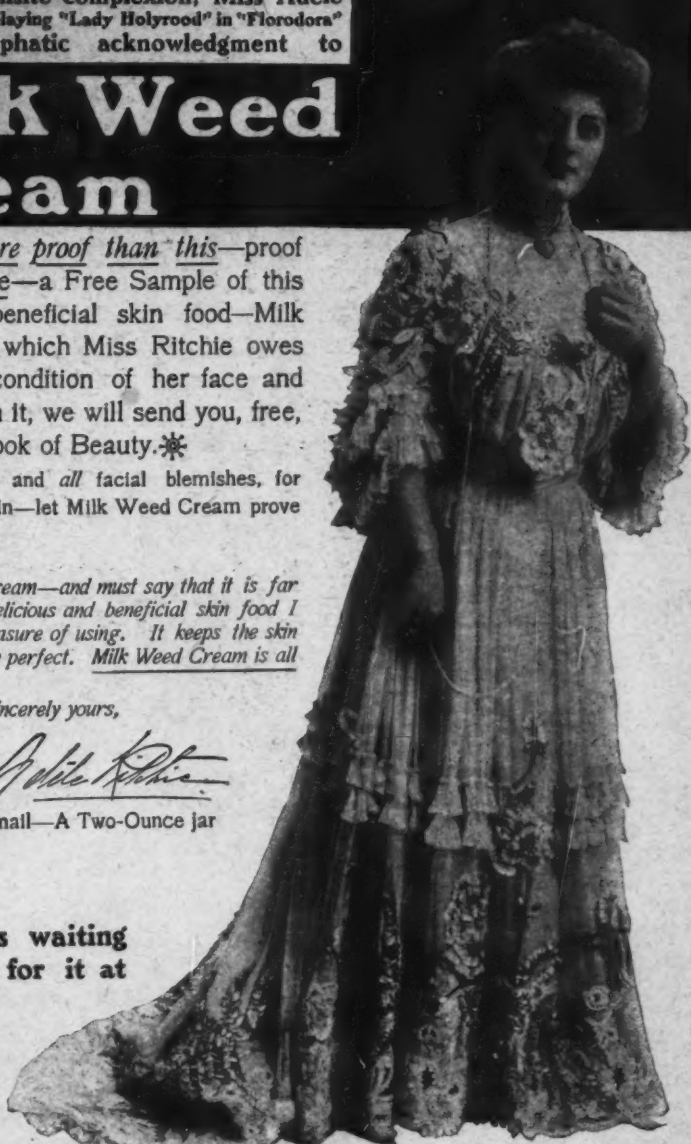 playing "Lady Holyrood" in "Florodora"
phatic acknowledgment to
k Weed
eam
re proof than this—proof
e—a Free Sample of this
beneficial skin food—Milk
which Miss Ritchie owes
condition of her face and
n it, we will send you, free,
ook of Beauty.
and all facial blemishes, for
in—let Milk Weed Cream prove
ream—and must say that it is far
elicious and beneficial skin food I
asure of using. It keeps the skin
perfect. Milk Weed Cream is all
incerely yours,
Adele Ritchie
mail—A Two-Ounce jar
s waiting
for it at